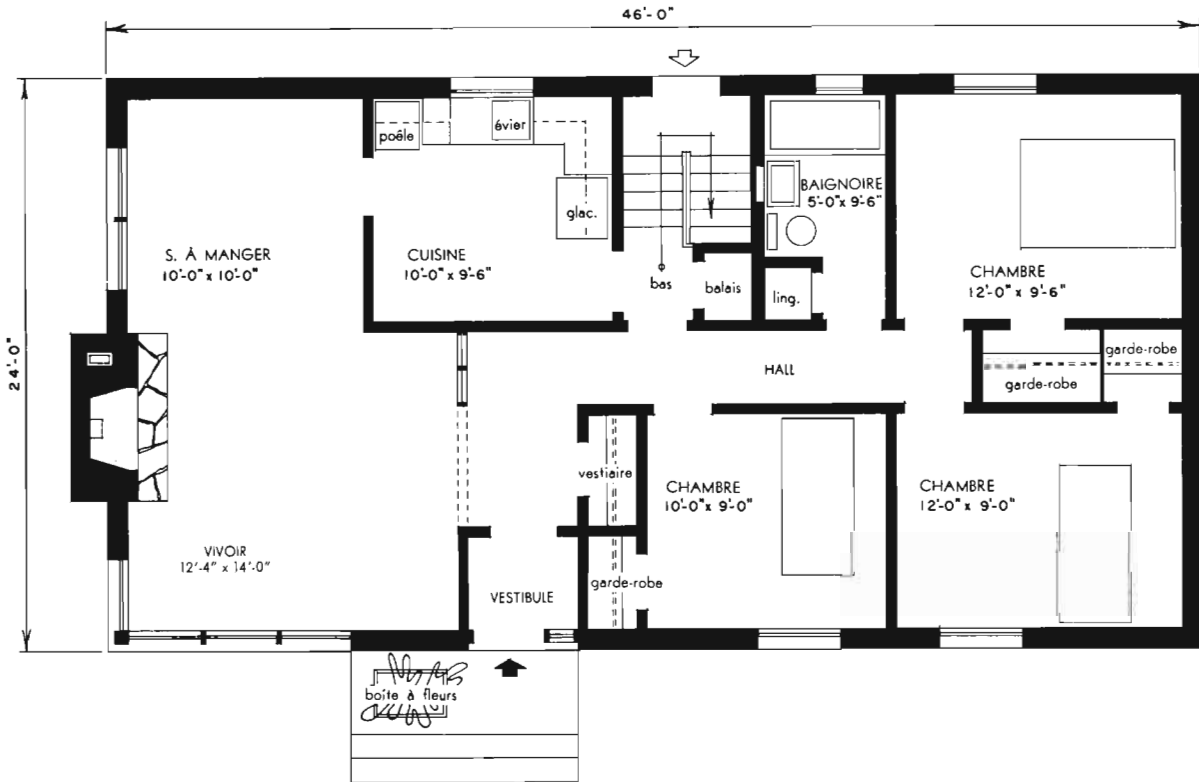 46'-0"
24'-0"
poêle
évier
glac.
S. À MANGER
10'-0" x 10'-0"
CUISINE
10'-0" x 9'-6"
bas
balais
BAIGNOIRE
5'-0" x 9'-6"
ling.
CHAMBRE
12'-0" x 9'-6"
garde-robe
garde-robe
HALL
vestiaire
CHAMBRE
10'-0" x 9'-0"
CHAMBRE
12'-0" x 9'-0"
VIVOIR
12'-4" x 14'-0"
garde-robe
VESTIBULE
boîte à fleurs